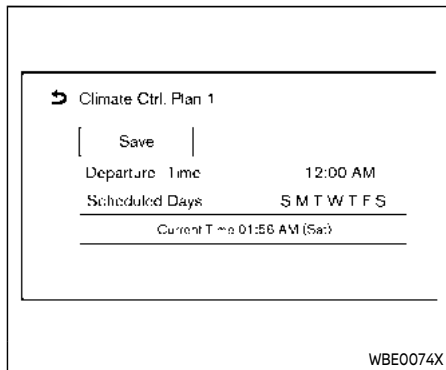 Climate Ctrl. Plan 1
Save
Departure Time 12:00 AM
Scheduled Days S M T W T F S
Current Time 01:56 AM (Sat)
WBE0074X